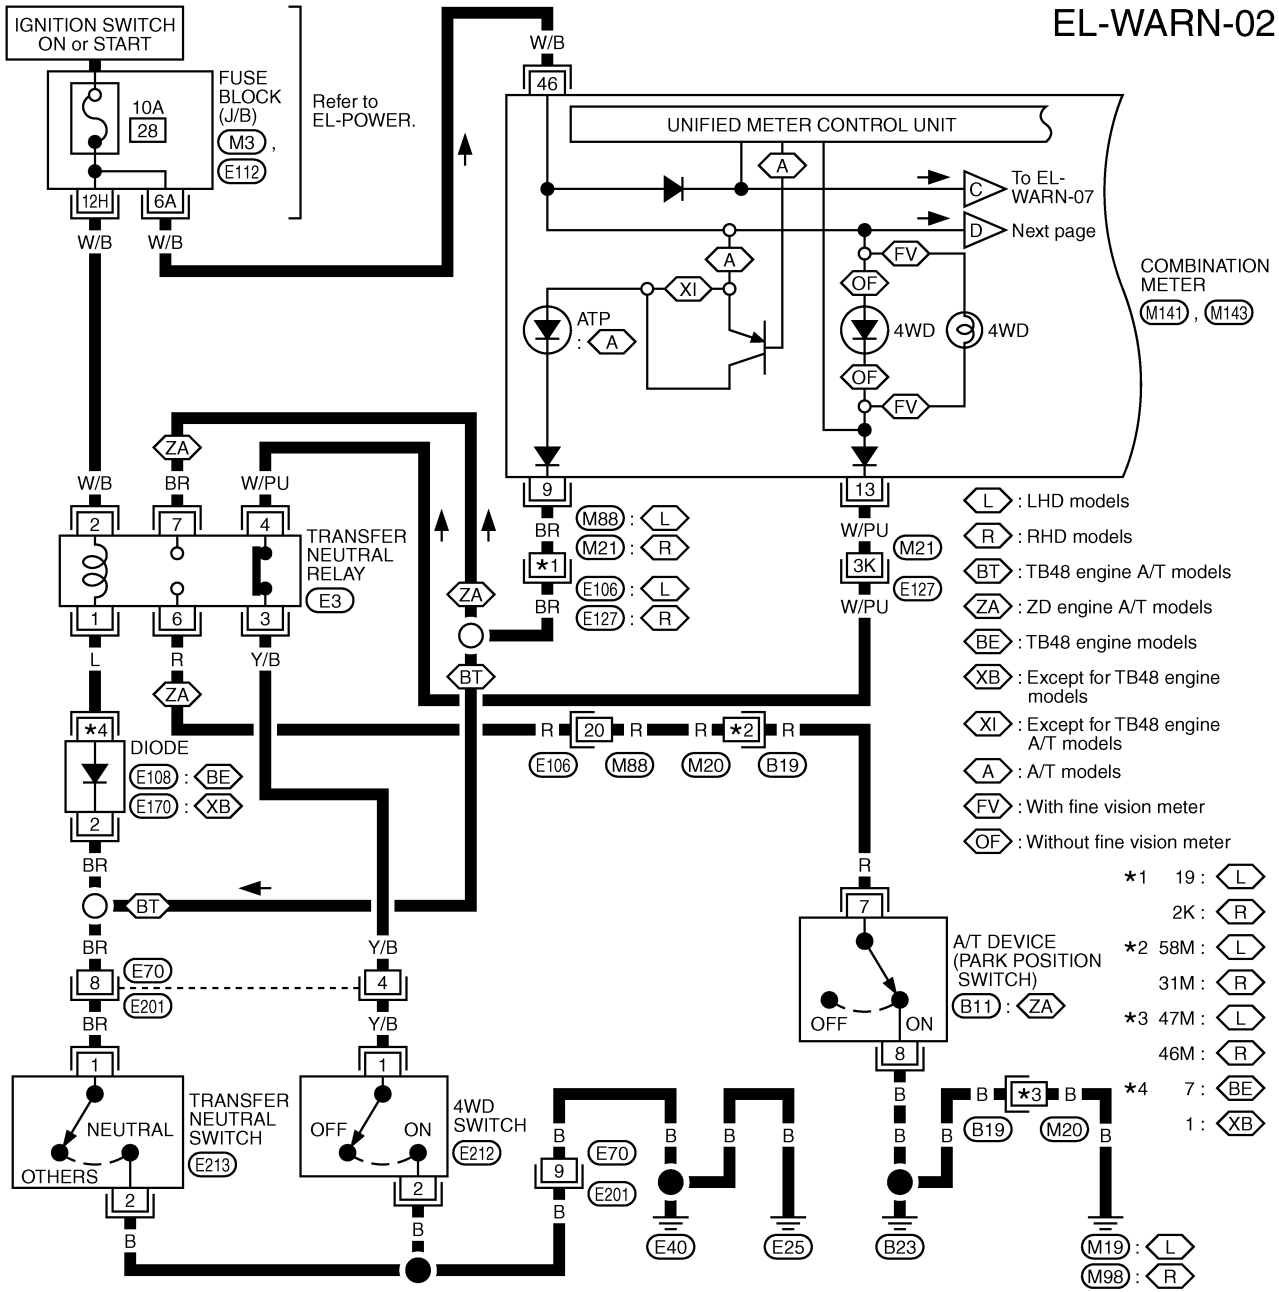 EL-WARN-02
IGNITION SWITCH
ON or START
FUSE
BLOCK
(J/B)
M3 ,
E112
10A
28
12H
6A
W/B
W/B
Refer to
EL-POWER.
W/B
46
UNIFIED METER CONTROL UNIT
A
C
To EL-
WARN-07
D
Next page
A
XI
ATP
: A
FV
OF
4WD
4WD
OF
FV
COMBINATION
METER
M141 , M143
9
13
ZA
W/B
BR
W/PU
2
7
4
TRANSFER
NEUTRAL
RELAY
E3
1
6
3
L
R
Y/B
ZA
BR
M88 : L
M21 : R
*1
E106 : L
E127 : R
BR
ZA
BT
W/PU
M21
3K
E127
W/PU
L : LHD models
R : RHD models
BT : TB48 engine A/T models
ZA : ZD engine A/T models
BE : TB48 engine models
XB : Except for TB48 engine
models
XI : Except for TB48 engine
A/T models
A : A/T models
FV : With fine vision meter
OF : Without fine vision meter
*1 19 : L
2K : R
*2 58M : L
31M : R
*3 47M : L
46M : R
*4 7 : BE
1 : XB
*4
DIODE
E108 : BE
E170 : XB
2
BR
BT
R
20
R
R
*2
R
E106
M88
M20
B19
R
7
A/T DEVICE
(PARK POSITION
SWITCH)
B11 : ZA
OFF
ON
8
BR
Y/B
8
E70
E201
4
BR
Y/B
1
1
TRANSFER
NEUTRAL
SWITCH
E213
NEUTRAL
OTHERS
2
B
OFF
ON
4WD
SWITCH
E212
2
B
B
9
E70
E201
B
B
B
B
E40
E25
B
B
B
B
*3
B
B
B19
M20
B23
M19 : L
M98 : R